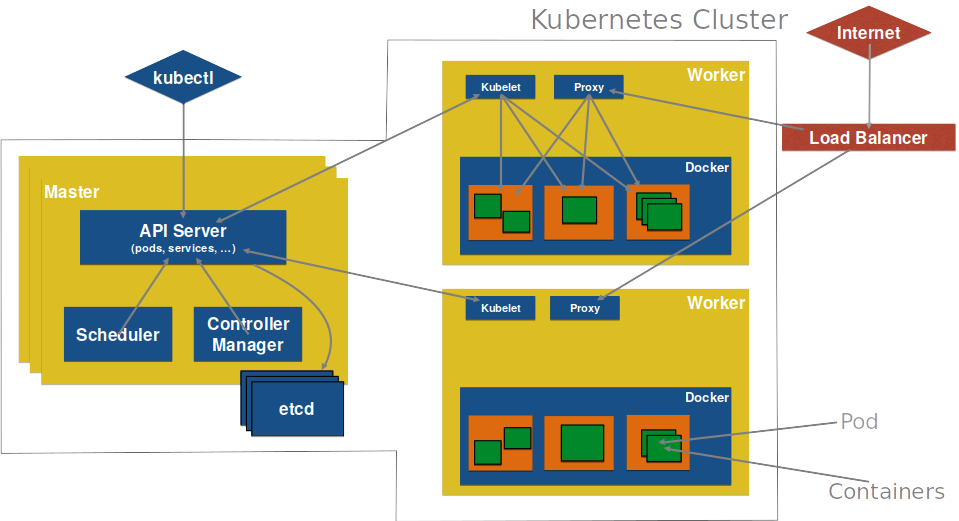 Kubernetes Cluster
Internet
kubectl
Worker
Kubelet
Proxy
Load Balancer
Docker
Master
API Server
(pods, services, ...)
Scheduler
Controller
Manager
etcd
Worker
Kubelet
Proxy
Docker
Pod
Containers